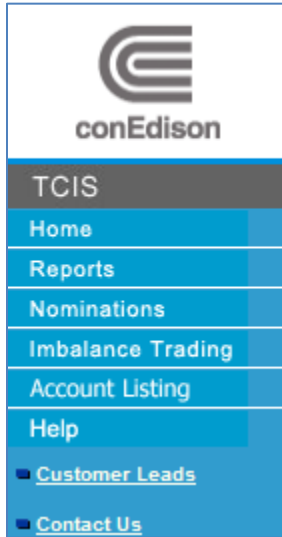 conEdison
TCIS
Home
Reports
Nominations
Imbalance Trading
Account Listing
Help
Customer Leads
Contact Us